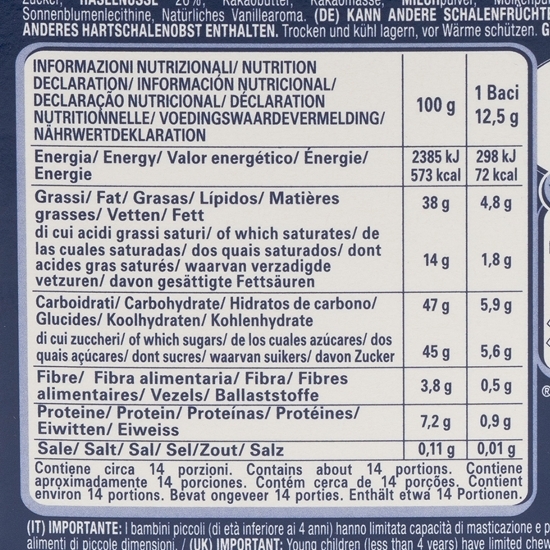 HASELNÜSSE 20%, Kakaobutter, Kakaomasse,
Sonnenblumenlecithine, Natürliches Vanillearoma. (DE) KANN ANDERE SCHALENFRÜCHT
ANDERES HARTSCHALENOBST ENTHALTEN. Trocken und kühl lagern, vor Wärme schützen. G
INFORMAZIONI NUTRIZIONALI/ NUTRITION
DECLARATION/ INFORMACIÓN NUTRICIONAL/
DECLARAÇÃO NUTRICIONAL/ DÉCLARATION
NUTRITIONNELLE/ VOEDINGSWAARDEVERMELDING/
NÄHRWERTDEKLARATION
100 g
1 Baci
12,5 g
Energia/ Energy/ Valor energético/ Énergie/
Energie
2385 kJ 298 kJ
573 kcal 72 kcal
Grassi/ Fat/ Grasas/ Lípidos/ Matières
grasses/ Vetten/ Fett
38 g 4,8 g
di cui acidi grassi saturi/ of which saturates/ de
las cuales saturadas/ dos quais saturados/ dont
acides gras saturés/ waarvan verzadigde
vetzuren/ davon gesättigte Fettsäuren
14 g 1,8 g
Carboidrati/ Carbohydrate/ Hidratos de carbono/
Glucides/ Koolhydraten/ Kohlenhydrate
47 g 5,9 g
di cui zuccheri/ of which sugars/ de los cuales azúcares/ dos
quais açúcares/ dont sucres/ waarvan suikers/ davon Zucker
45 g 5,6 g
Fibre/ Fibra alimentaria/ Fibra/ Fibres
alimentaires/ Vezels/ Ballaststoffe
3,8 g 0,5 g
Proteine/ Protein/ Proteínas/ Protéines/
Eiwitten/ Eiweiss
7,2 g 0,9 g
Sale/ Salt/ Sal/ Sel/Zout/ Salz
0,11 g 0,01 g
Contiene circa 14 porzioni. Contains about 14 portions. Contiene
aproximadamente 14 porciones. Contém cerca de 14 porções. Contient
environ 14 portions. Bevat ongeveer 14 porties. Enthält etwa 14 Portionen.
(IT) IMPORTANTE: I bambini piccoli (di età inferiore ai 4 anni) hanno limitata capacità di masticazione e p
alimenti di piccole dimensioni. / (UK) IMPORTANT: Young children (less than 4 years) have limited chew